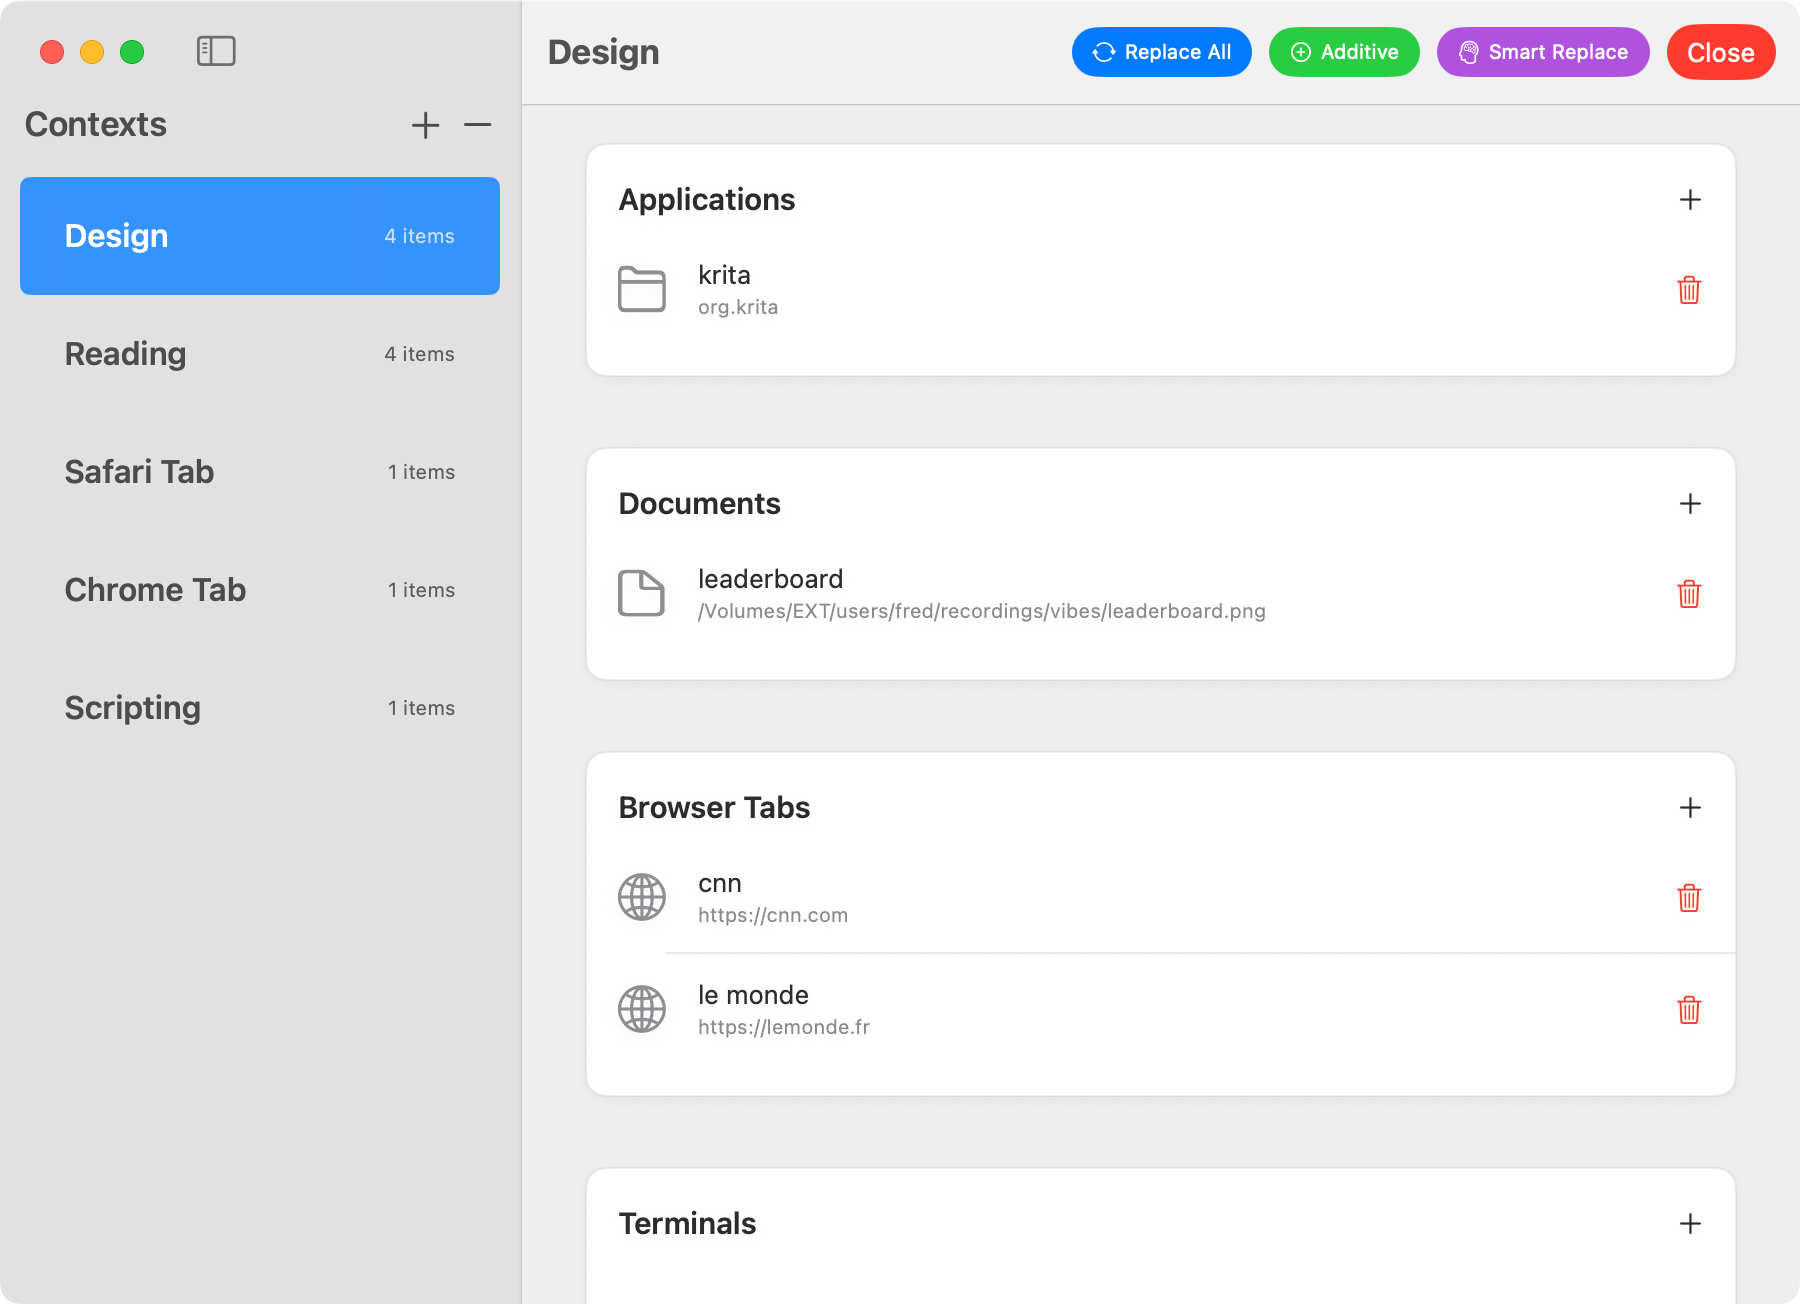 Contexts
Design 4 items
Reading 4 items
Safari Tab 1 items
Chrome Tab 1 items
Scripting 1 items
Design
Replace All
Additive
Smart Replace
Close
Applications
krita
org.krita
Documents
leaderboard
/Volumes/EXT/users/fred/recordings/vibes/leaderboard.png
Browser Tabs
cnn
https://cnn.com
le monde
https://lemonde.fr
Terminals